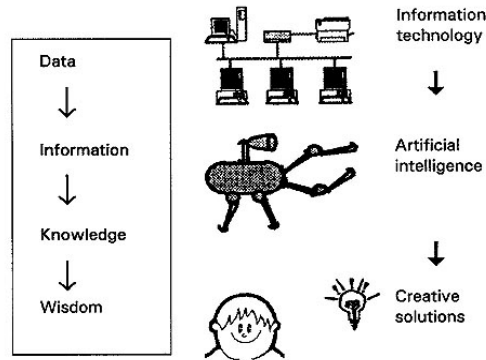 Data
Information
Knowledge
Wisdom
Information
technology
Artificial
intelligence
Creative
solutions